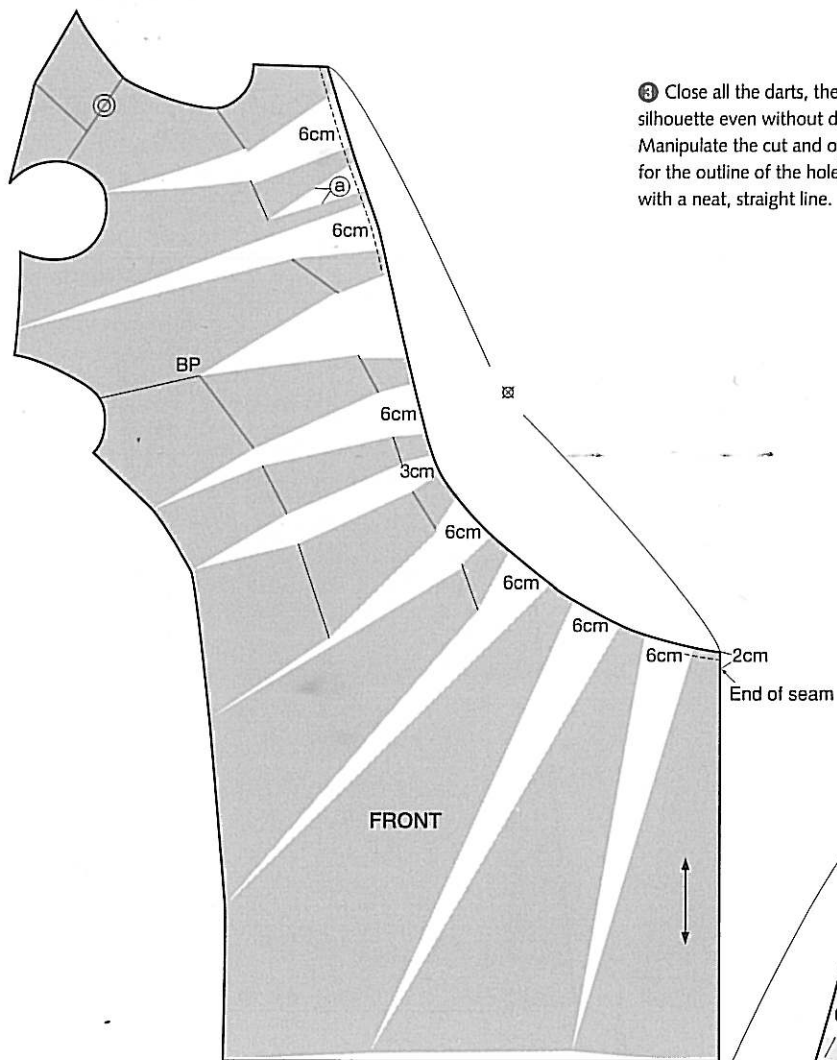 ❸ Close all the darts, the
silhouette even without d
Manipulate the cut and o
for the outline of the hole
with a neat, straight line.
6cm
ⓐ
6cm
BP
6cm
3cm
6cm
6cm
6cm
6cm
2cm
End of seam
FRONT